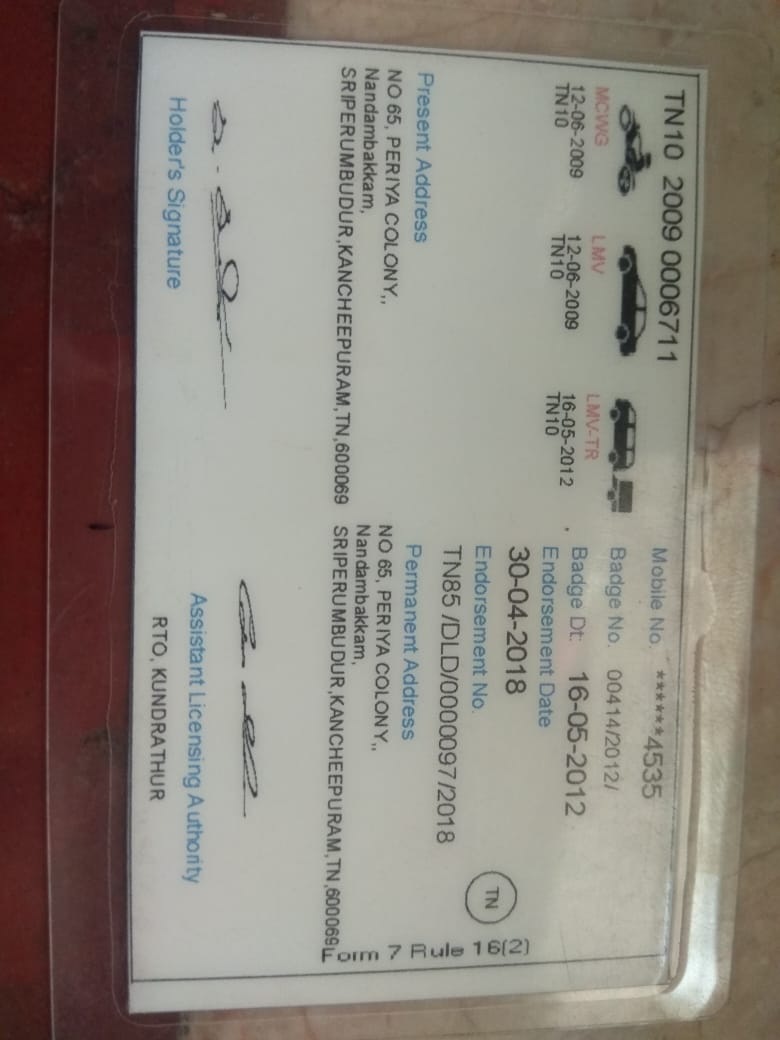 TN10 2009 0006711
MCWG
12-06-2009
TN10
LMV
12-06-2009
TN10
LMV-TR
16-05-2012
TN10
Mobile No. ******4535
Badge No. 00414/2012/
Badge Dt: 16-05-2012
Endorsement Date
30-04-2018
Endorsement No.
TN85 /DLD/0000097/2018
TN
Present Address
NO 65, PERIYA COLONY,,
Nandambakkam,
SRIPERUMBUDUR,KANCHEEPURAM,TN,600069
Permanent Address
NO 65, PERIYA COLONY,,
Nandambakkam,
SRIPERUMBUDUR,KANCHEEPURAM,TN,600069
Form 7 Rule 16(2)
Holder's Signature
Assistant Licensing Authority
RTO, KUNDRATHUR